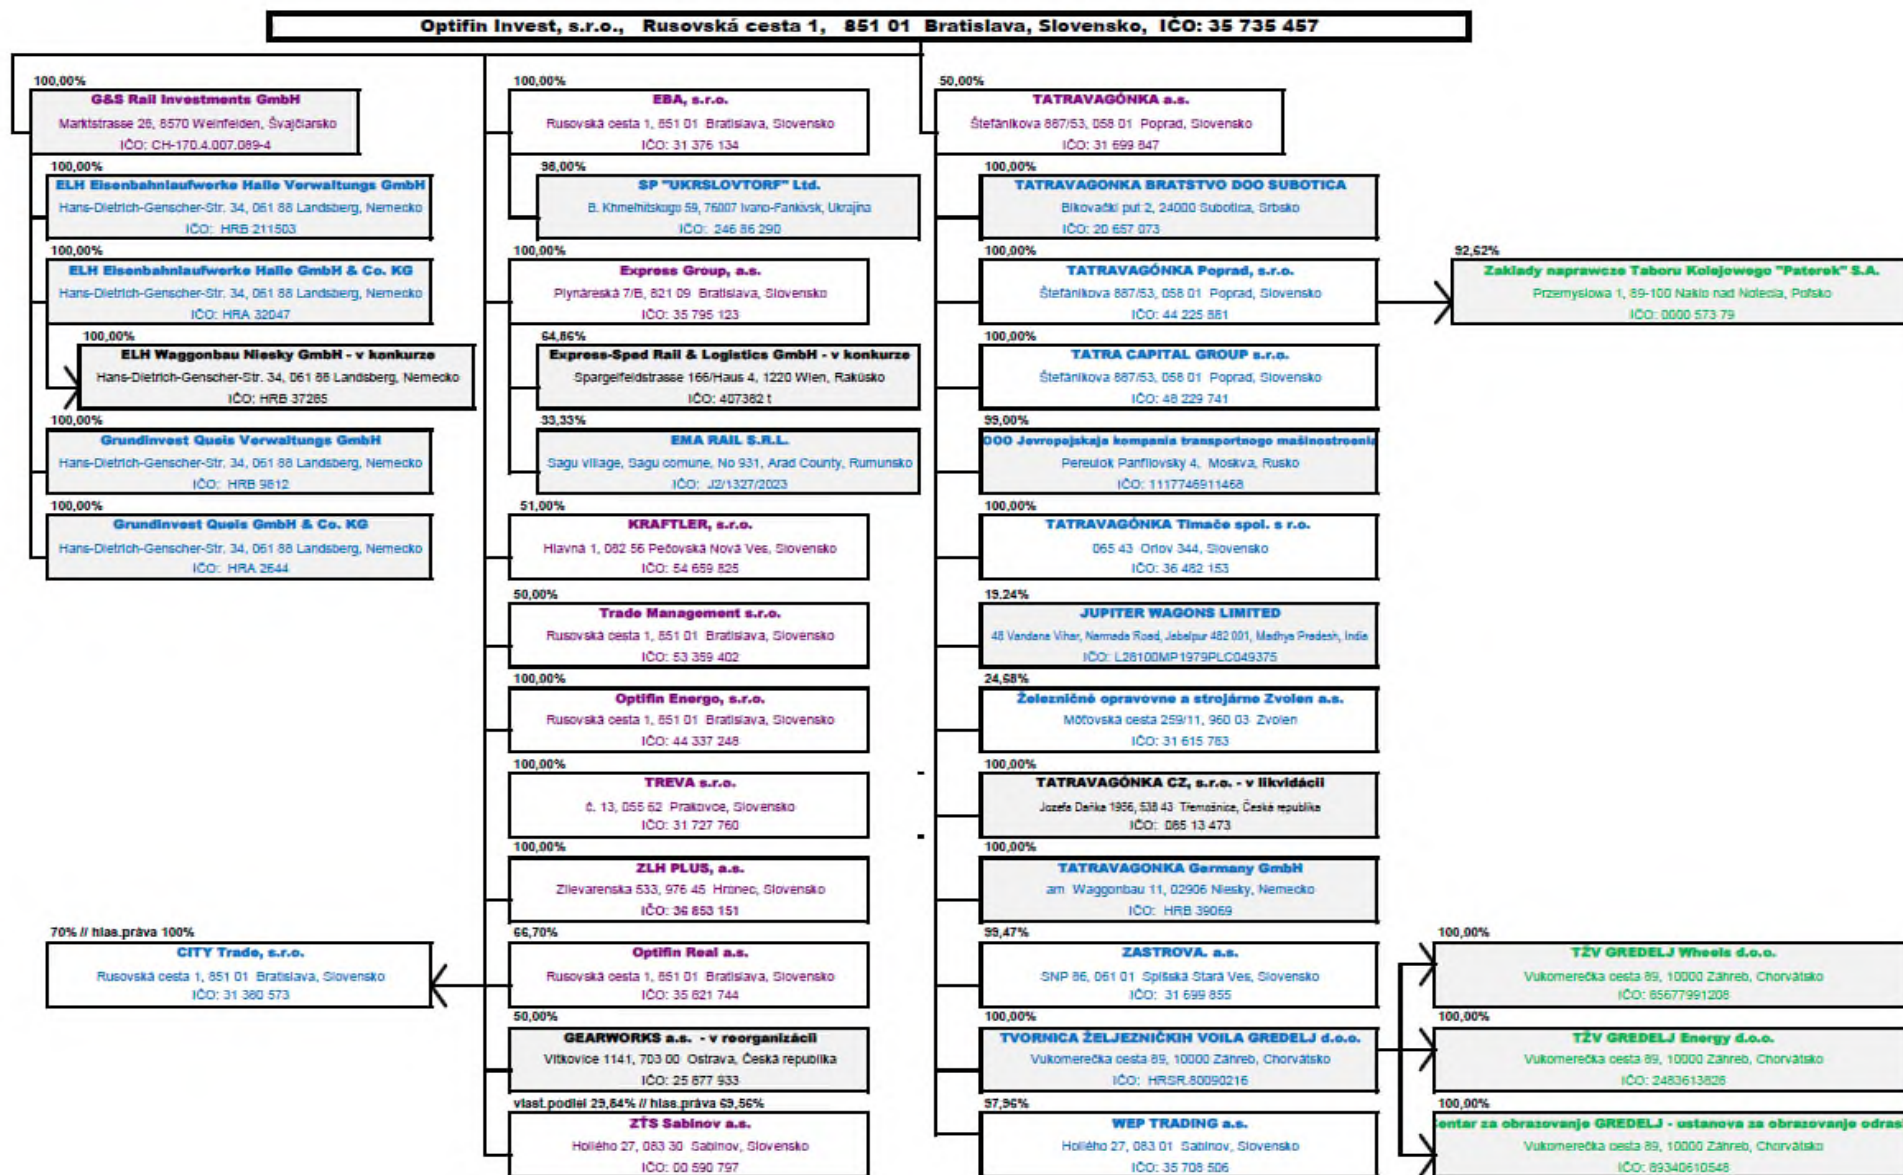 Optifin Invest, s.r.o., Rusovská cesta 1, 851 01 Bratislava, Slovensko, IČO: 35 735 457
100,00%
G&S Rail Investments GmbH
Marktstrasse 28, 8570 Weinfelden, Švajčiarsko
IČO: CH-170.4.007.089-4
100,00%
ELH Eisenbahnlaufwerke Halle Verwaltungs GmbH
Hans-Dietrich-Genscher-Str. 34, 061 88 Landsberg, Nemecko
IČO: HRB 211503
100,00%
ELH Eisenbahnlaufwerke Halle GmbH & Co. KG
Hans-Dietrich-Genscher-Str. 34, 061 88 Landsberg, Nemecko
IČO: HRA 32047
100,00%
ELH Waggonbau Niesky GmbH - v konkurze
Hans-Dietrich-Genscher-Str. 34, 061 88 Landsberg, Nemecko
IČO: HRB 37285
100,00%
Grundinvest Queis Verwaltungs GmbH
Hans-Dietrich-Genscher-Str. 34, 061 88 Landsberg, Nemecko
IČO: HRB 9812
100,00%
Grundinvest Queis GmbH & Co. KG
Hans-Dietrich-Genscher-Str. 34, 061 88 Landsberg, Nemecko
IČO: HRA 2644
70% // hlas.práva 100%
CITY Trade, s.r.o.
Rusovská cesta 1, 851 01 Bratislava, Slovensko
IČO: 31 380 573
100,00%
EBA, s.r.o.
Rusovská cesta 1, 851 01 Bratislava, Slovensko
IČO: 31 376 134
98,00%
SP "UKRSLOVTORF" Ltd.
B. Khmelnitskogo 59, 76007 Ivano-Fankivsk, Ukrajina
IČO: 246 86 290
100,00%
Express Group, a.s.
Plynárenská 7/B, 821 09 Bratislava, Slovensko
IČO: 35 795 123
64,86%
Express-Sped Rail & Logistics GmbH - v konkurze
Spargelfeldstrasse 166/Haus 4, 1220 Wien, Rakúsko
IČO: 407382 t
33,33%
EMA RAIL S.R.L.
Sagu village, Sagu comune, No 931, Arad County, Rumunsko
IČO: J2/1327/2023
51,00%
KRAFTLER, s.r.o.
Hlavná 1, 082 56 Pečovská Nová Ves, Slovensko
IČO: 54 659 825
50,00%
Trade Management s.r.o.
Rusovská cesta 1, 851 01 Bratislava, Slovensko
IČO: 53 359 402
100,00%
Optifin Energo, s.r.o.
Rusovská cesta 1, 851 01 Bratislava, Slovensko
IČO: 44 337 248
100,00%
TREVA s.r.o.
č. 13, 055 62 Prakovce, Slovensko
IČO: 31 727 760
100,00%
ZLH PLUS, a.s.
Zlievarenska 533, 976 45 Hronec, Slovensko
IČO: 36 853 151
66,70%
Optifin Real a.s.
Rusovská cesta 1, 851 01 Bratislava, Slovensko
IČO: 35 821 744
50,00%
GEARWORKS a.s. - v reorganizácii
Vítkovice 1141, 703 00 Ostrava, Česká republika
IČO: 25 877 933
vlast.podiel 29,84% // hlas.práva 69,56%
ZŤS Sabinov a.s.
Hollého 27, 083 30 Sabinov, Slovensko
IČO: 00 590 797
50,00%
TATRAVAGÓNKA a.s.
Štefánikova 887/53, 058 01 Poprad, Slovensko
IČO: 31 699 847
100,00%
TATRAVAGONKA BRATSTVO DOO SUBOTICA
Bikovački put 2, 24000 Subotica, Srbsko
IČO: 20 657 073
100,00%
TATRAVAGÓNKA Poprad, s.r.o.
Štefánikova 887/53, 058 01 Poprad, Slovensko
IČO: 44 225 881
100,00%
TATRA CAPITAL GROUP s.r.o.
Štefánikova 887/53, 058 01 Poprad, Slovensko
IČO: 48 229 741
99,00%
OOO Jevropejskaja kompania transportnogo mašinostroenia
Pereulok Panfilovsky 4, Moskva, Rusko
IČO: 1117746911468
100,00%
TATRAVAGÓNKA Tlmače spol. s r.o.
065 43 Orlov 344, Slovensko
IČO: 36 482 153
19.24%
JUPITER WAGONS LIMITED
48 Vandana Vihar, Narmada Road, Jabalpur 482 001, Madhya Pradesh, India
IČO: L28100MP1979PLC049375
24,68%
Železničné opravovne a strojárne Zvolen a.s.
Môťovská cesta 259/11, 960 03 Zvolen
IČO: 31 615 783
100,00%
TATRAVAGÓNKA CZ, s.r.o. - v likvidácii
Jozefa Daňka 1956, 538 43 Třemošnice, Česká republika
IČO: 085 13 473
100,00%
TATRAVAGONKA Germany GmbH
am Waggonbau 11, 02906 Niesky, Nemecko
IČO: HRB 39069
99,47%
ZASTROVA. a.s.
SNP 86, 061 01 Spišská Stará Ves, Slovensko
IČO: 31 699 855
100,00%
TVORNICA ŽELJEZNIČKIH VOILA GREDELJ d.o.o.
Vukomerečka cesta 89, 10000 Záhreb, Chorvátsko
IČO: HRSR.80090216
97,96%
WEP TRADING a.s.
Hollého 27, 083 01 Sabinov, Slovensko
IČO: 35 708 506
92,62%
Zaklady naprawcze Taboru Kolejowego "Paterek" S.A.
Przemyslowa 1, 89-100 Naklo nad Notecia, Poľsko
IČO: 0000 573 79
100,00%
TŽV GREDELJ Wheels d.o.o.
Vukomerečka cesta 89, 10000 Záhreb, Chorvátsko
IČO: 85677991208
100,00%
TŽV GREDELJ Energy d.o.o.
Vukomerečka cesta 89, 10000 Záhreb, Chorvátsko
IČO: 2483613828
100,00%
entar za obrazovanje GREDELJ - ustanova za obrazovanje odras
Vukomerečka cesta 89, 10000 Záhreb, Chorvátsko
IČO: 89340610548